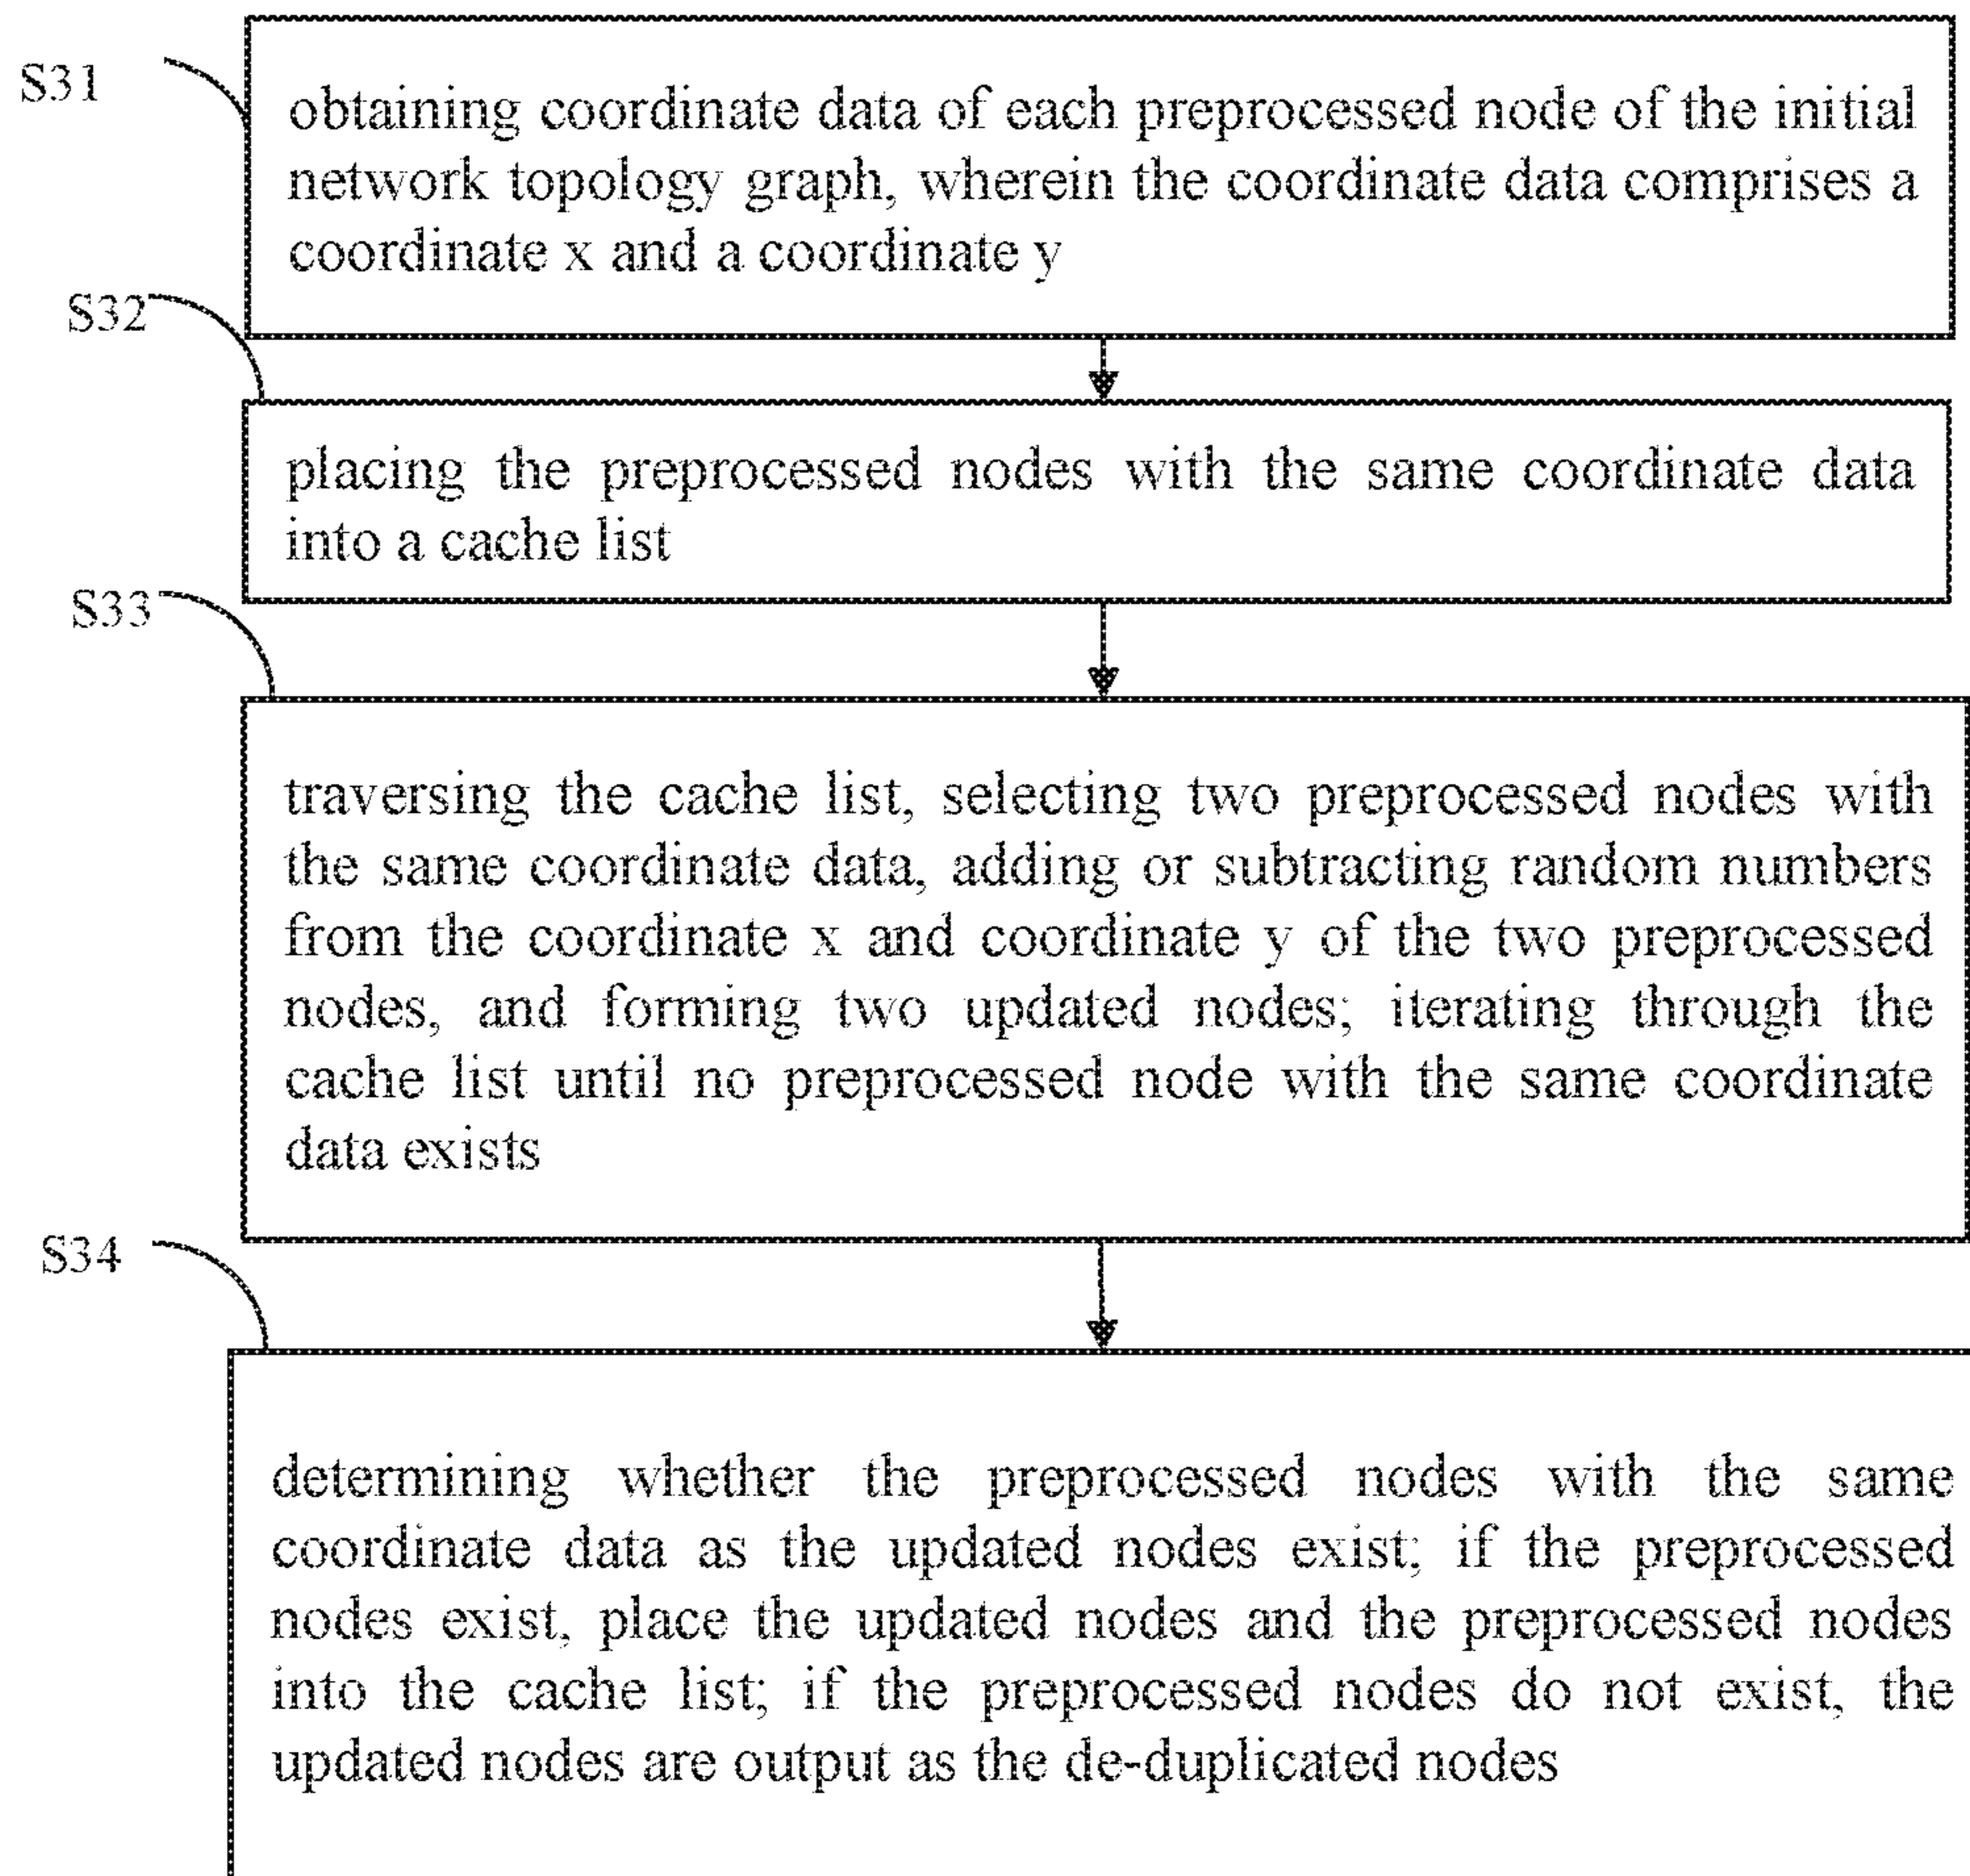 S31
obtaining coordinate data of each preprocessed node of the initial
network topology graph, wherein the coordinate data comprises a
coordinate x and a coordinate y
S32
placing the preprocessed nodes with the same coordinate data
into a cache list
S33
traversing the cache list, selecting two preprocessed nodes with
the same coordinate data, adding or subtracting random numbers
from the coordinate x and coordinate y of the two preprocessed
nodes, and forming two updated nodes; iterating through the
cache list until no preprocessed node with the same coordinate
data exists
S34
determining whether the preprocessed nodes with the same
coordinate data as the updated nodes exist; if the preprocessed
nodes exist, place the updated nodes and the preprocessed nodes
into the cache list; if the preprocessed nodes do not exist, the
updated nodes are output as the de-duplicated nodes